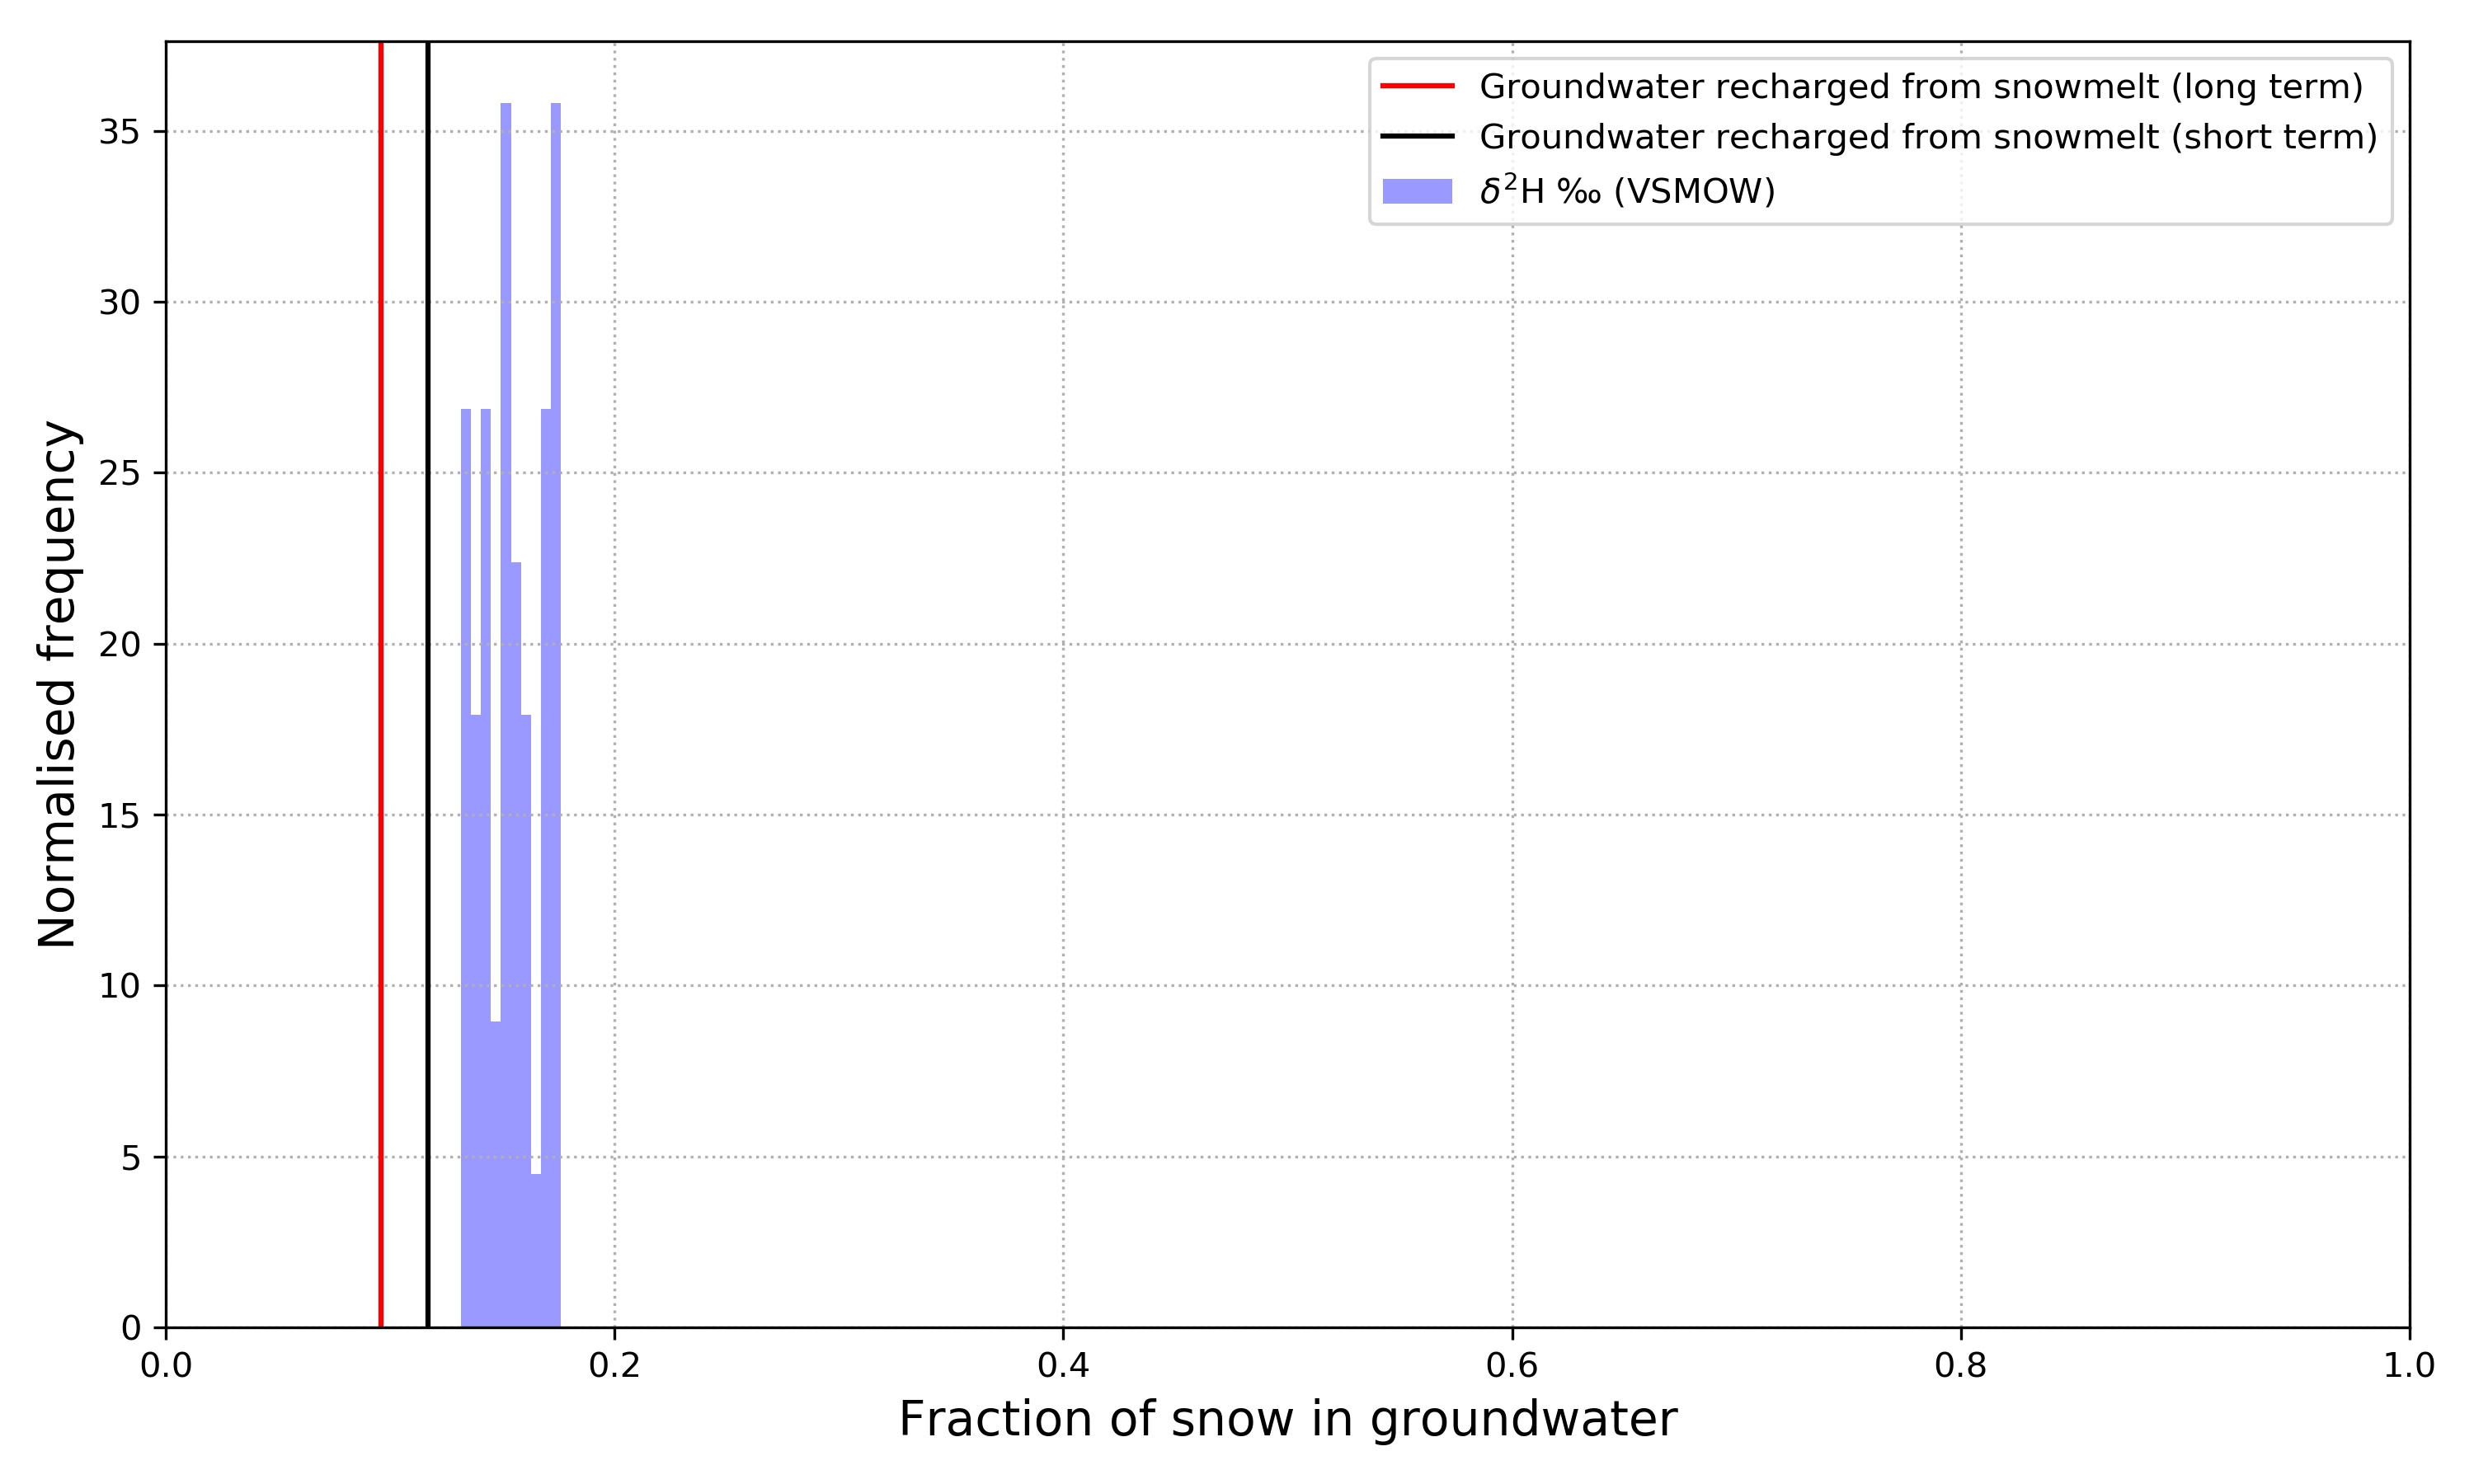 Groundwater recharged from snowmelt (long term)
Groundwater recharged from snowmelt (short term)
δ²H ‰ (VSMOW)
Normalised frequency
35
30
25
20
15
10
5
0
0.0 0.2 0.4 0.6 0.8 1.0
Fraction of snow in groundwater